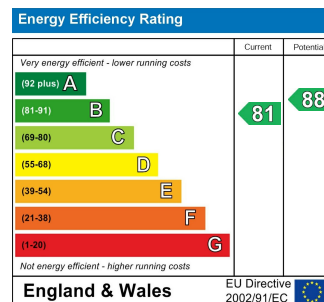 Energy Efficiency Rating
Current Potential
Very energy efficient - lower running costs
(92 plus) A
(81-91) B
(69-80) C
(55-68) D
(39-54) E
(21-38) F
(1-20) G
81
88
Not energy efficient - higher running costs
England & Wales
EU Directive
2002/91/EC